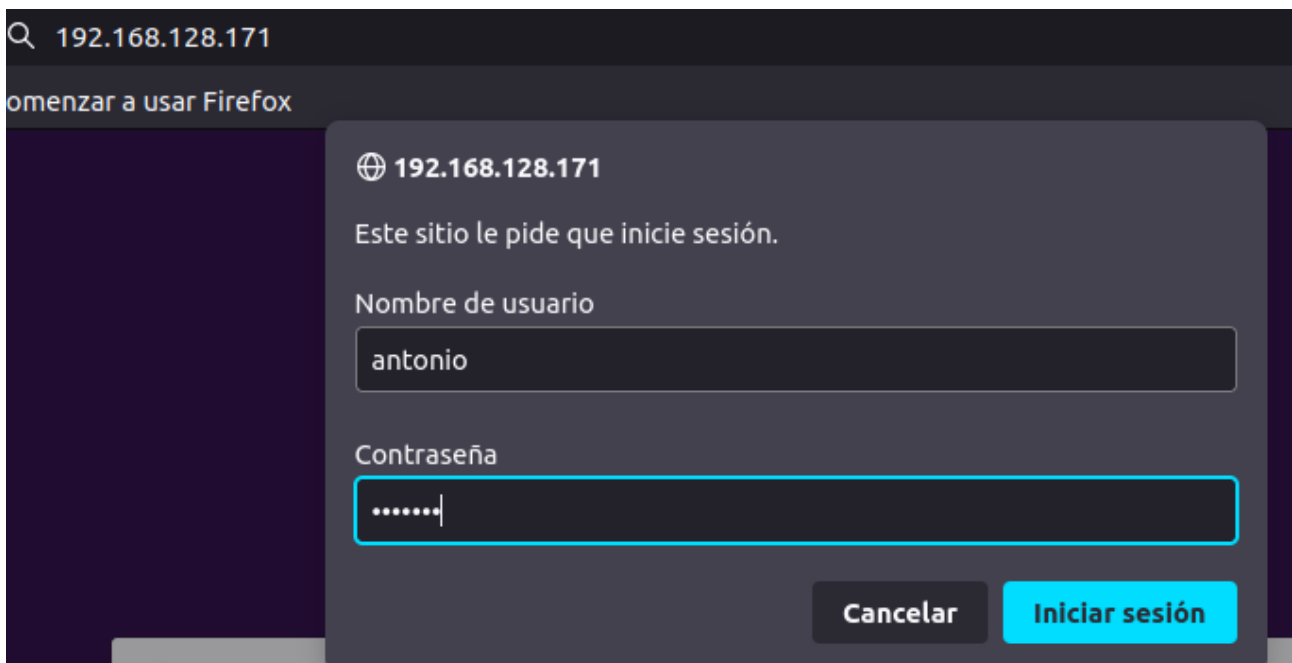 192.168.128.171
omenzar a usar Firefox
192.168.128.171
Este sitio le pide que inicie sesión.
Nombre de usuario
antonio
Contraseña
•••••••
Cancelar Iniciar sesión